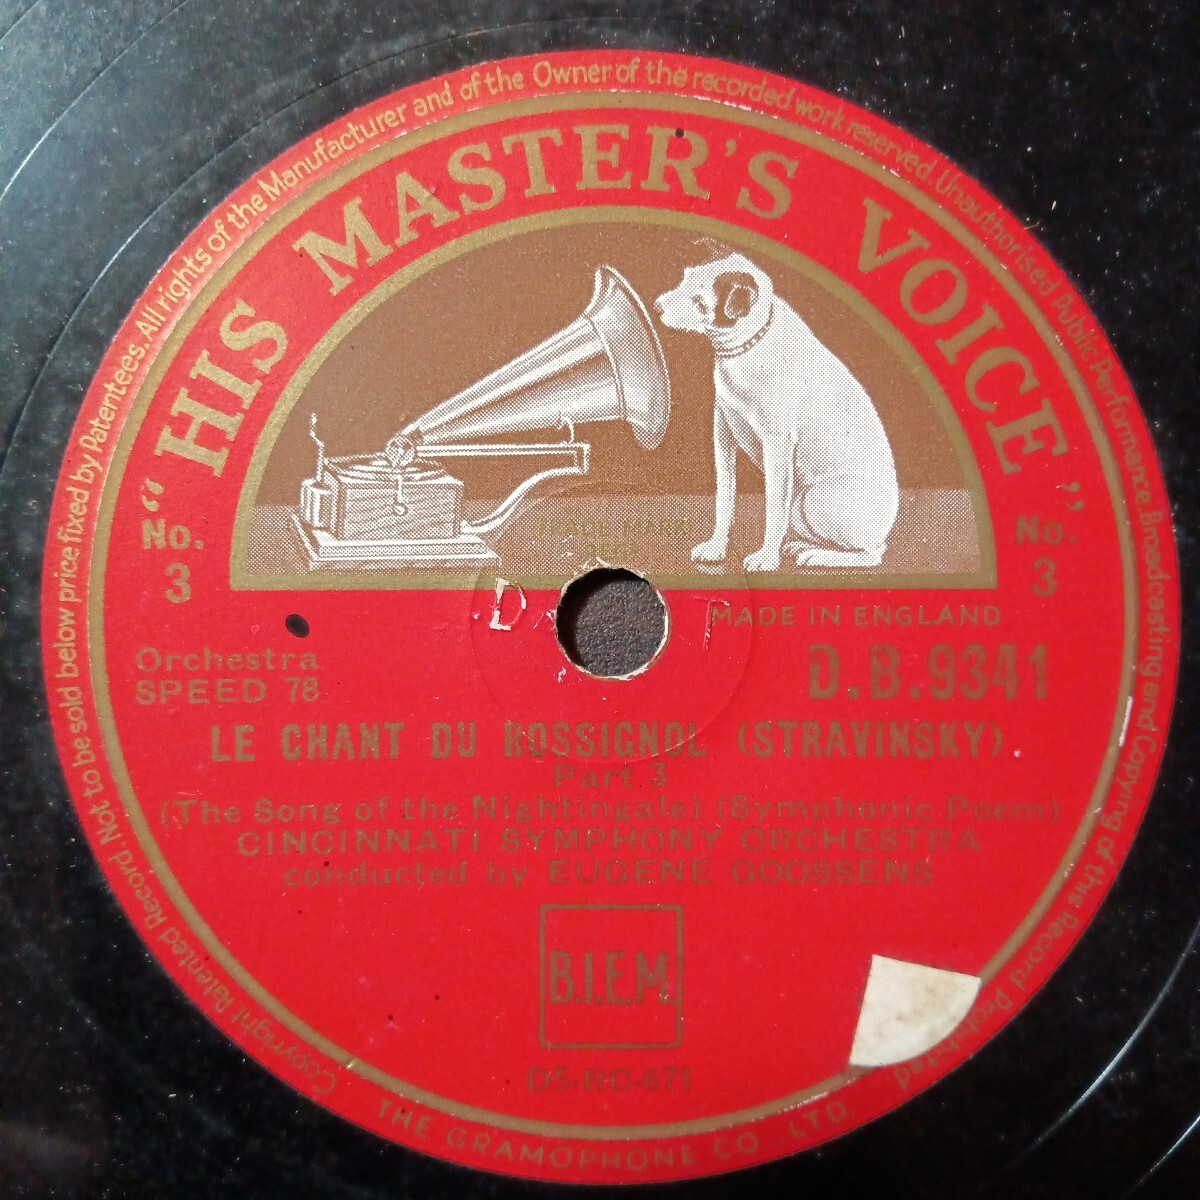 Copyright Patented Record. Not to be sold below price fixed by Patentees. All rights of the Manufacturer and of the Owner of the recorded work reserved. Unauthorised Public Performance. Broadcasting and Copying of this Record Prohibited
"HIS MASTER'S VOICE"
TRADE MARK
No. 3
No. 3
MADE IN ENGLAND
Orchestra
SPEED 78
D.B.9341
LE CHANT DU ROSSIGNOL (STRAVINSKY)
Part 3
(The Song of the Nightingale) (Symphonic Poem)
CINCINNATI SYMPHONY ORCHESTRA
conducted by EUGENE GOOSSENS
B.I.E.M.
D5-RC-671
THE GRAMOPHONE CO., LTD.